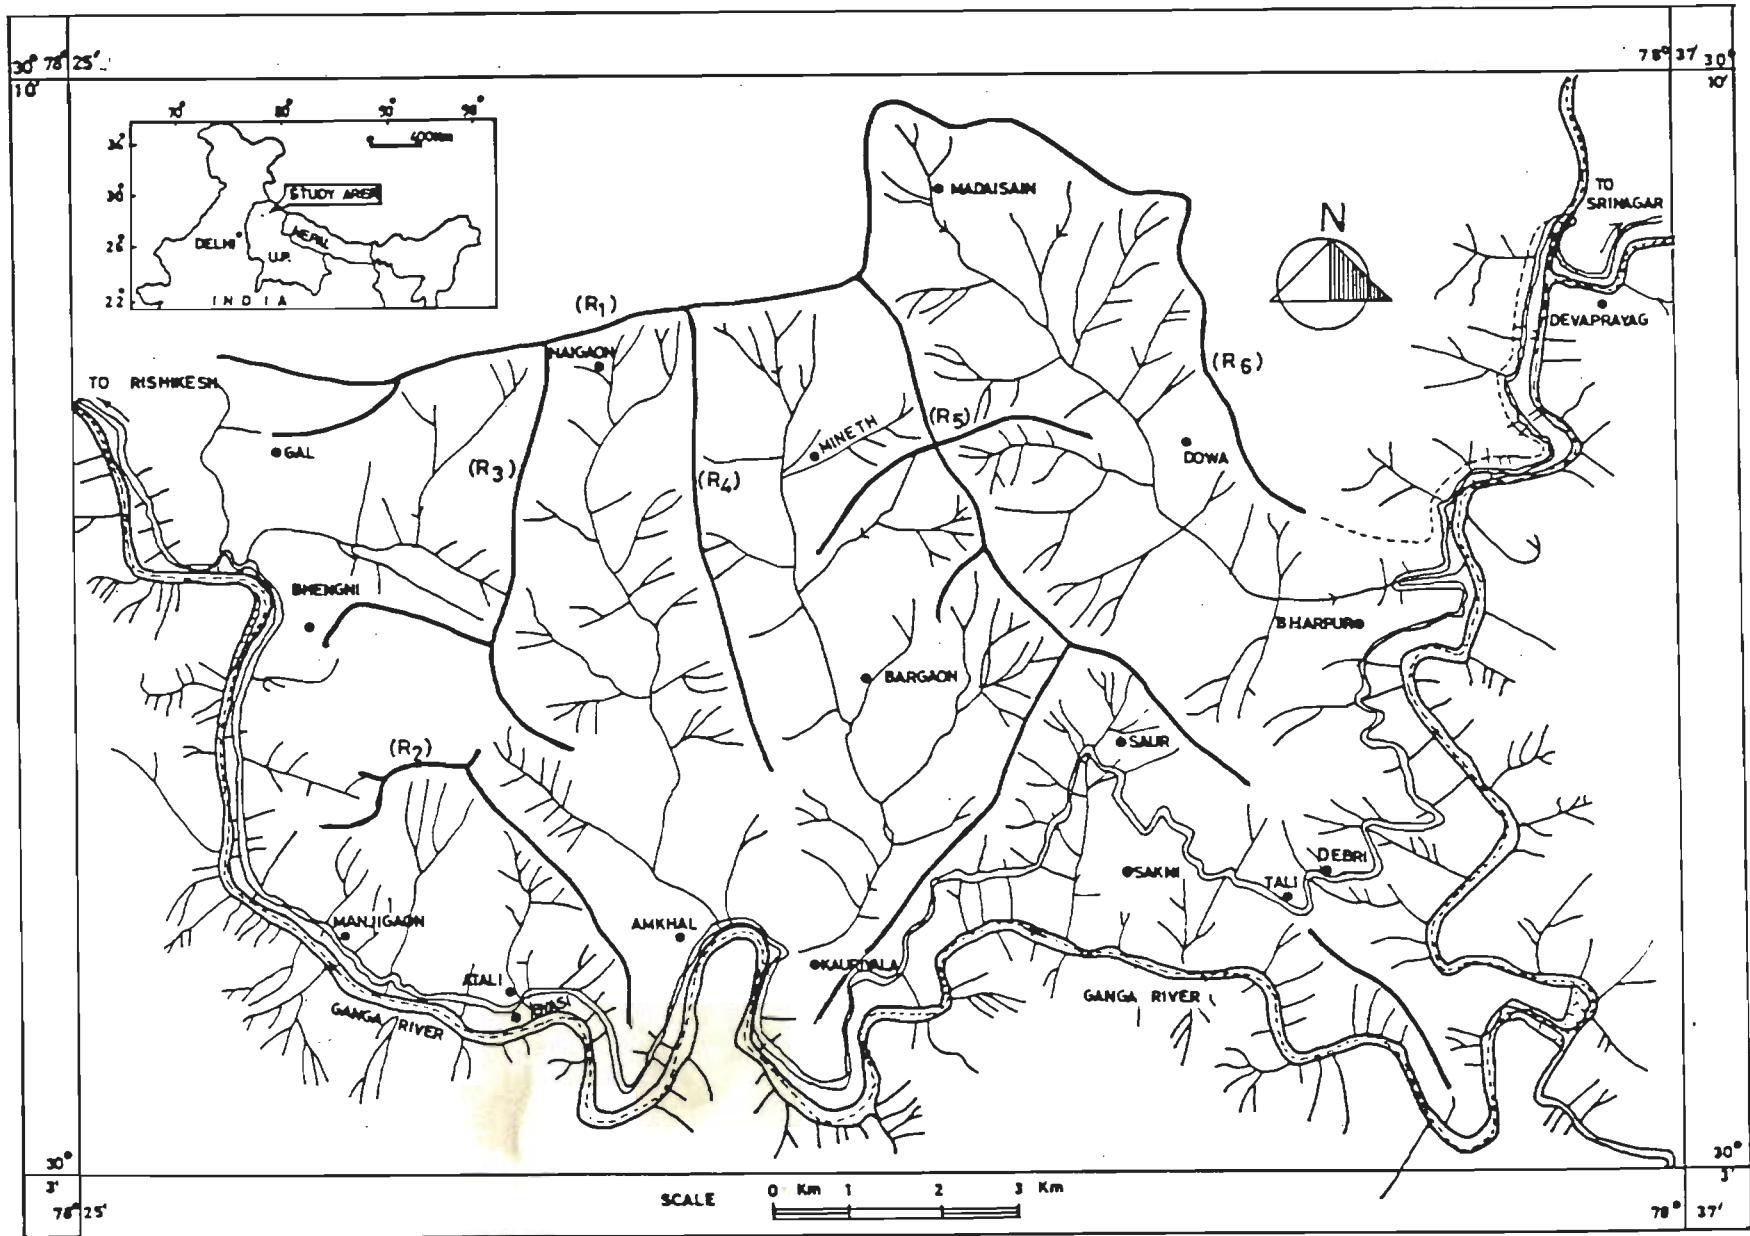 30° 78° 25'
78° 37' 30°
10'
10'
70° 80° 90° 98°
34°
400Km
30°
STUDY AREA
26°
DELHI
NEPAL
U.P.
22°
INDIA
MADAISAIN
N
TO
SRINAGAR
(R1)
DEVAPRAYAG
NAIGAON
(R6)
TO RISHIKESH
(R5)
MINETH
GAL
(R3)
(R4)
DOWA
BHENGNI
BHARPUR
BARGAON
(R2)
SAUR
SAKNI
DEBRI
TALI
MANJIGAON
AMKHAL
KAURIYALA
ATALI
BYASI
GANGA RIVER
GANGA RIVER
30°
3'
30°
3'
SCALE
0 Km 1 2 3 Km
78° 25'
78° 37'